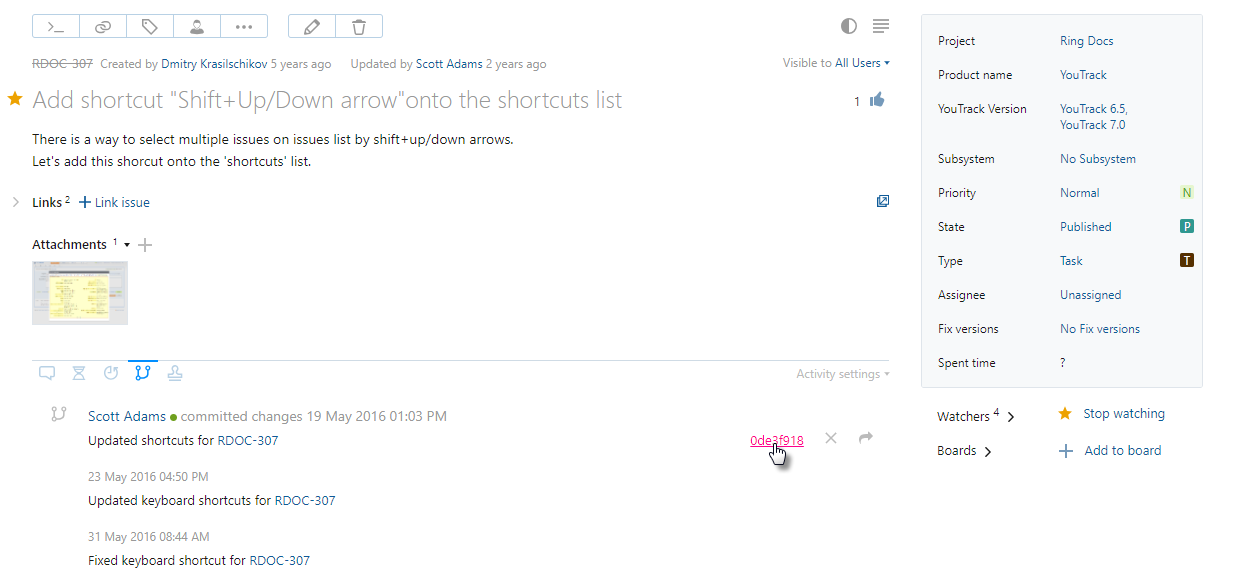 RDOC-307 Created by Dmitry Krasilschikov 5 years ago Updated by Scott Adams 2 years ago
Visible to All Users
Add shortcut "Shift+Up/Down arrow"onto the shortcuts list
1
There is a way to select multiple issues on issues list by shift+up/down arrows.
Let's add this shorcut onto the 'shortcuts' list.
Links 2 + Link issue
Attachments 1
Activity settings
Scott Adams committed changes 19 May 2016 01:03 PM
Updated shortcuts for RDOC-307
0de3f918
23 May 2016 04:50 PM
Updated keyboard shortcuts for RDOC-307
31 May 2016 08:44 AM
Fixed keyboard shortcut for RDOC-307
Project Ring Docs
Product name YouTrack
YouTrack Version YouTrack 6.5,
YouTrack 7.0
Subsystem No Subsystem
Priority Normal N
State Published P
Type Task T
Assignee Unassigned
Fix versions No Fix versions
Spent time ?
Watchers 4 Stop watching
Boards Add to board